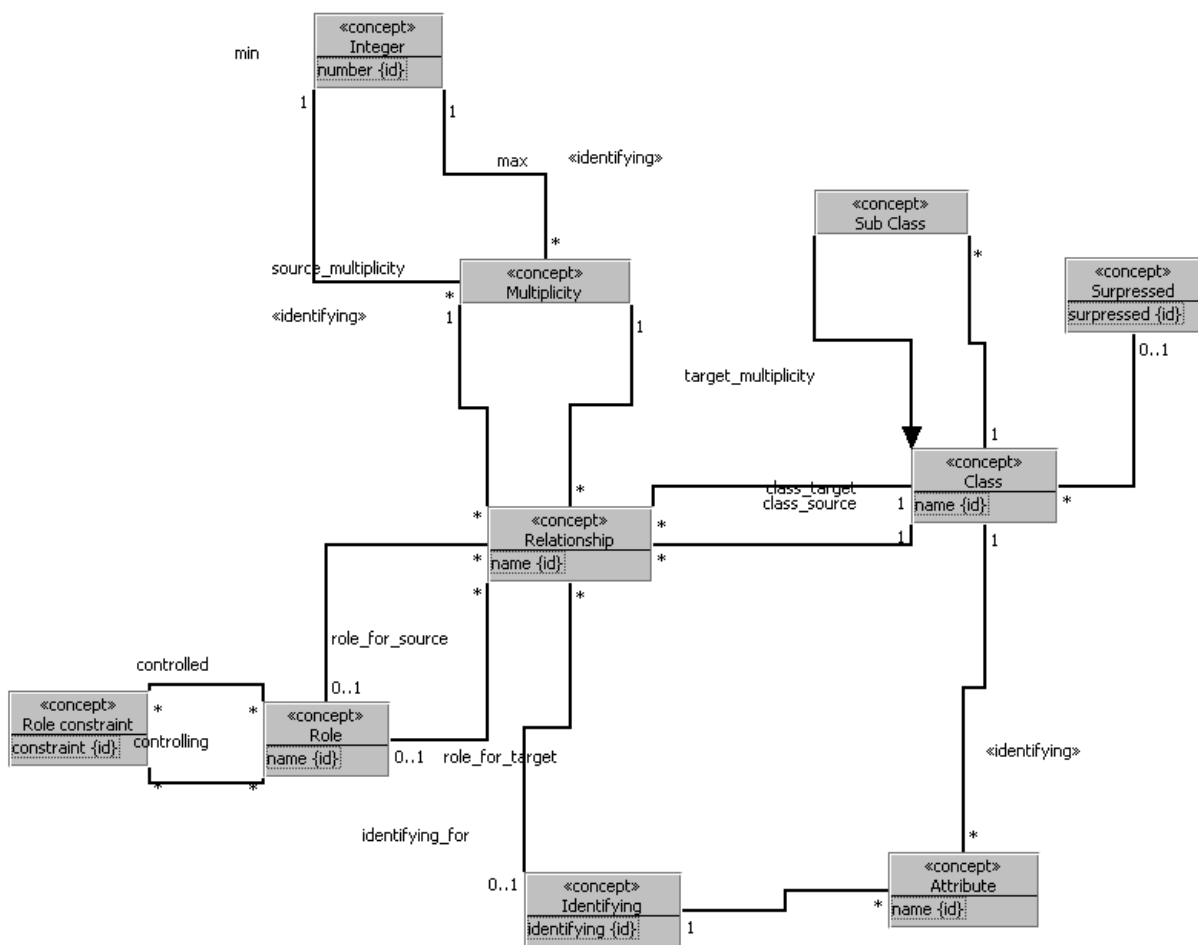 «concept»
Integer
number {id}
min
1
1
max
«identifying»
*
«concept»
Sub Class
*
«concept»
Surpressed
surpressed {id}
0..1
source_multiplicity
*
«concept»
Multiplicity
«identifying»
1
1
target_multiplicity
1
«concept»
Class
name {id}
class_target
class_source
1
*
*
*
«concept»
Relationship
name {id}
*
*
1
1
*
*
*
role_for_source
controlled
0..1
«concept»
Role constraint
constraint {id}
*
*
controlling
*
*
«concept»
Role
name {id}
0..1
role_for_target
«identifying»
identifying_for
*
0..1
«concept»
Identifying
identifying {id}
1
*
«concept»
Attribute
name {id}